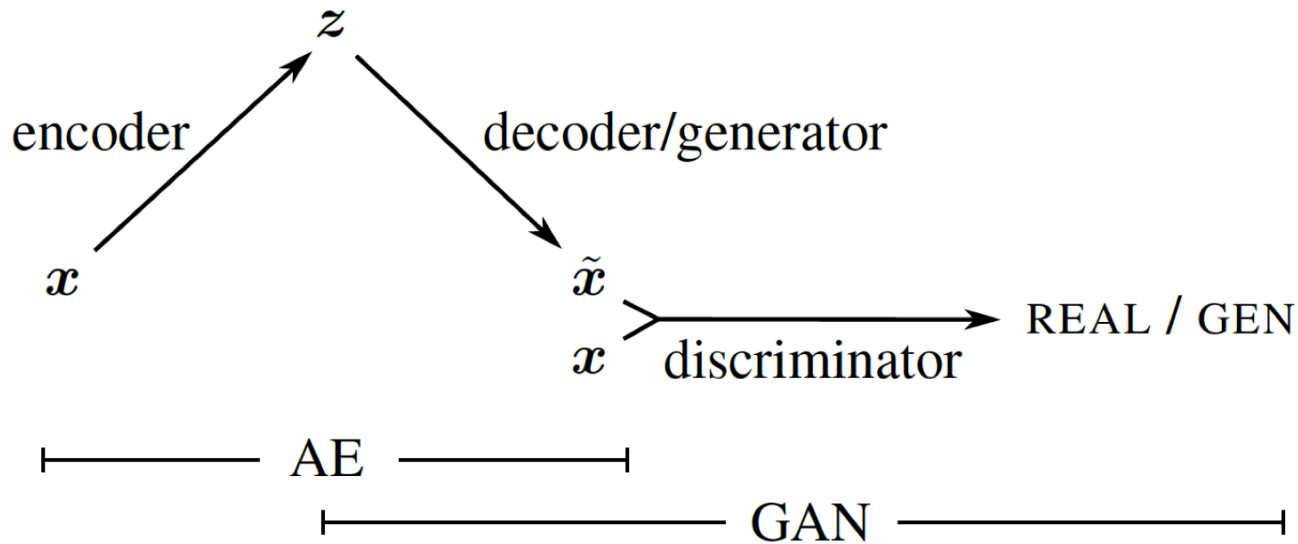 z
encoder
decoder/generator
x
x̃
x
discriminator
REAL / GEN
AE
GAN